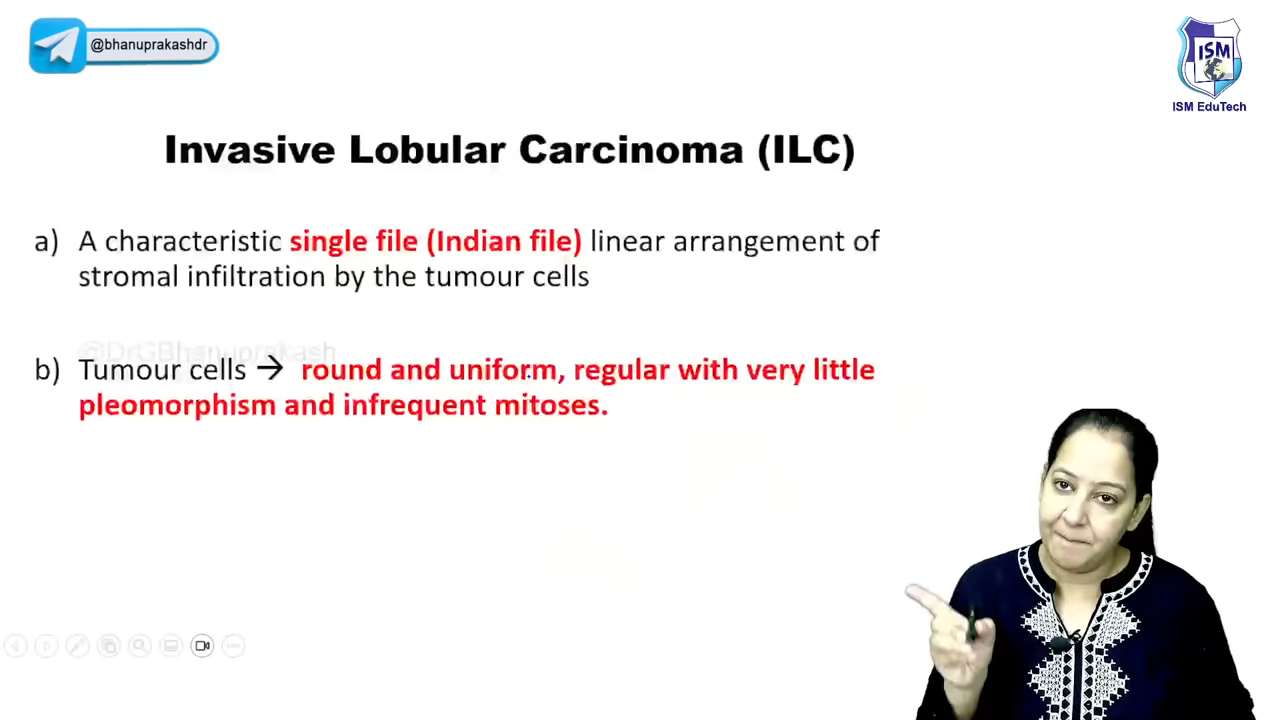 @bhanuprakashdr
ISM
ISM EduTech
Invasive Lobular Carcinoma (ILC)
a) A characteristic single file (Indian file) linear arrangement of
stromal infiltration by the tumour cells
@DrGBhanuprakash
b) Tumour cells → round and uniform, regular with very little
pleomorphism and infrequent mitoses.